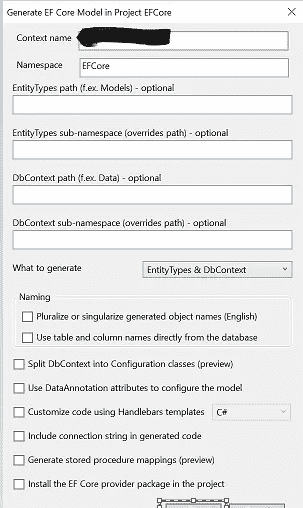 Generate EF Core Model in Project EFCore
Context name
Namespace
EFCore
EntityTypes path (f.ex. Models) - optional
EntityTypes sub-namespace (overrides path) - optional
DbContext path (f.ex. Data) - optional
DbContext sub-namespace (overrides path) - optional
What to generate
EntityTypes & DbContext
Naming
Pluralize or singularize generated object names (English)
Use table and column names directly from the database
Split DbContext into Configuration classes (preview)
Use DataAnnotation attributes to configure the model
Customize code using Handlebars templates
C#
Include connection string in generated code
Generate stored procedure mappings (preview)
Install the EF Core provider package in the project